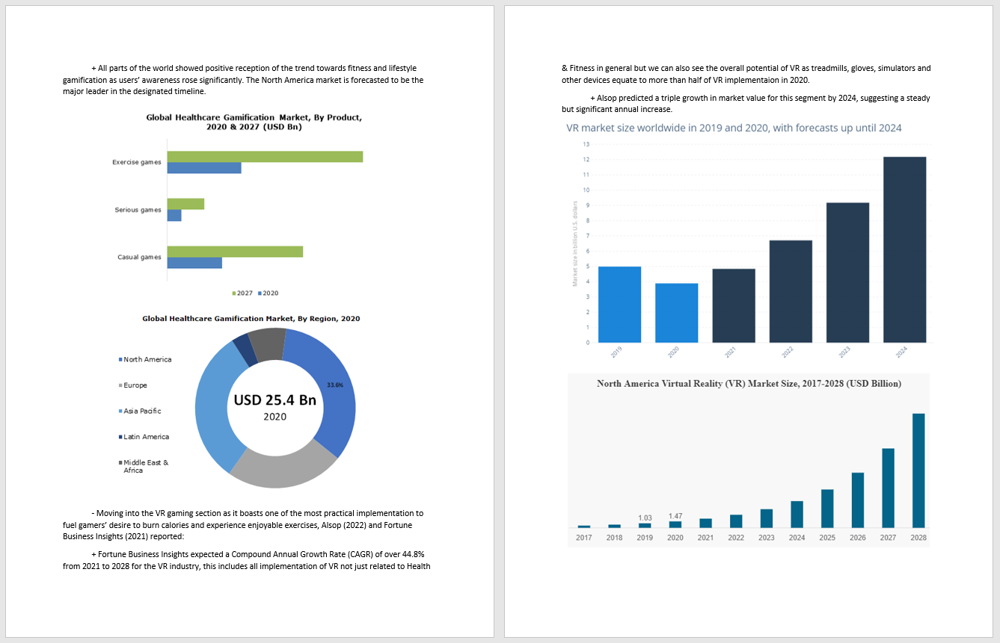 + All parts of the world showed positive reception of the trend towards fitness and lifestyle
gamification as users’ awareness rose significantly. The North America market is forecasted to be the
major leader in the designated timeline.
Global Healthcare Gamification Market, By Product,
2020 & 2027 (USD Bn)
Exercise games
Serious games
Casual games
2027 2020
Global Healthcare Gamification Market, By Region, 2020
North America
Europe
Asia Pacific
Latin America
Middle East &
Africa
33.6%
USD 25.4 Bn
2020
- Moving into the VR gaming section as it boasts one of the most practical implementation to
fuel gamers’ desire to burn calories and experience enjoyable exercises, Alsop (2022) and Fortune
Business Insights (2021) reported:
+ Fortune Business Insights expected a Compound Annual Growth Rate (CAGR) of over 44.8%
from 2021 to 2028 for the VR industry, this includes all implementation of VR not just related to Health
& Fitness in general but we can also see the overall potential of VR as treadmills, gloves, simulators and
other devices equate to more than half of VR implementaion in 2020.
+ Alsop predicted a triple growth in market value for this segment by 2024, suggesting a steady
but significant annual increase.
VR market size worldwide in 2019 and 2020, with forecasts up until 2024
Market size in billion U.S. dollars
13
12
11
10
9
8
7
6
5
4
3
2
1
0
2019 2020 2021 2022 2023 2024
North America Virtual Reality (VR) Market Size, 2017-2028 (USD Billion)
1.03 1.47
2017 2018 2019 2020 2021 2022 2023 2024 2025 2026 2027 2028